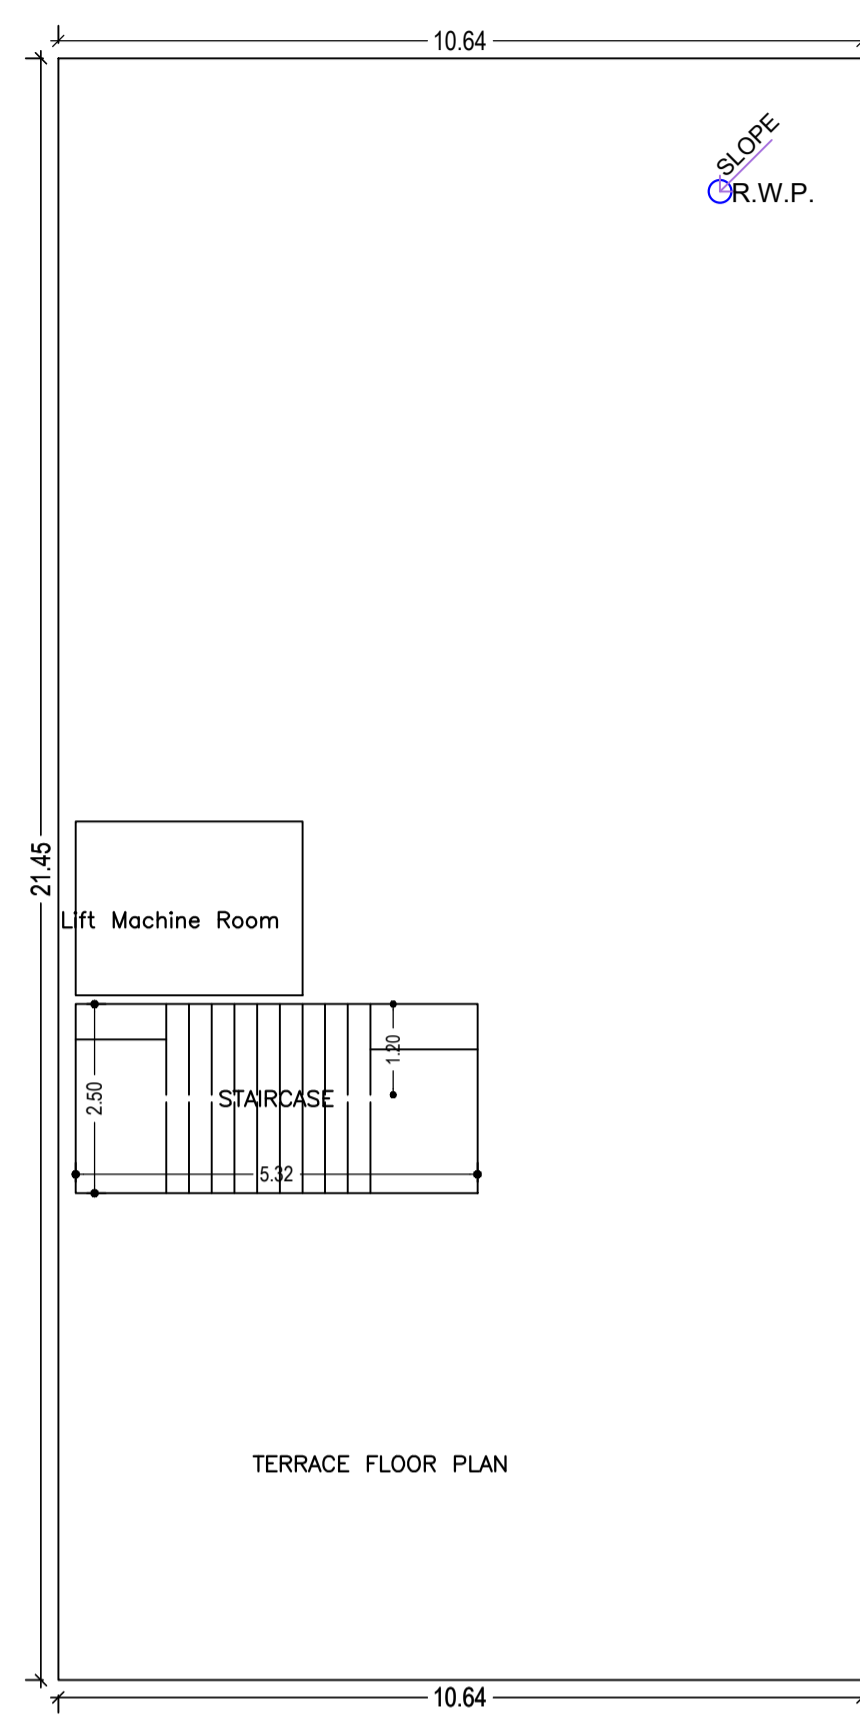 10.64
SLOPE
R.W.P.
21.45
Lift Machine Room
1.20
2.50
STAIRCASE
5.32
TERRACE FLOOR PLAN
10.64